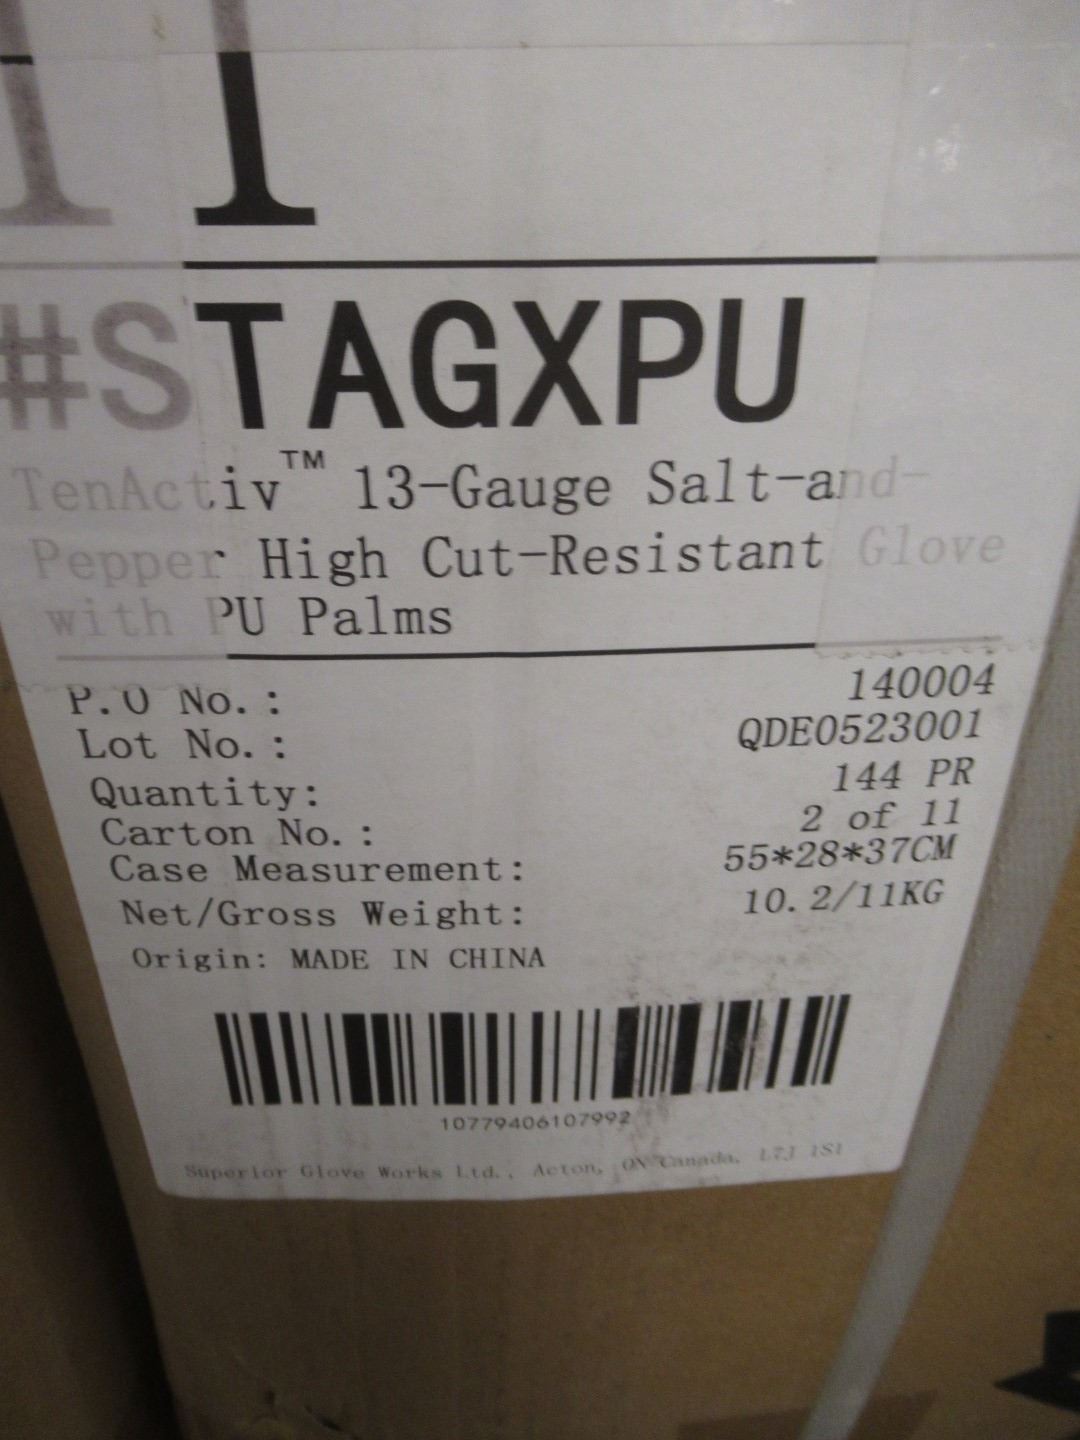 #STAGXPU
TenActiv™ 13-Gauge Salt-and-
Pepper High Cut-Resistant Glove
with PU Palms
P.O No.: 140004
Lot No.: QDE0523001
Quantity: 144 PR
Carton No.: 2 of 11
Case Measurement: 55*28*37CM
Net/Gross Weight: 10.2/11KG
Origin: MADE IN CHINA
10779406107992
Superior Glove Works Ltd., Acton, ON Canada, L7J 1S1